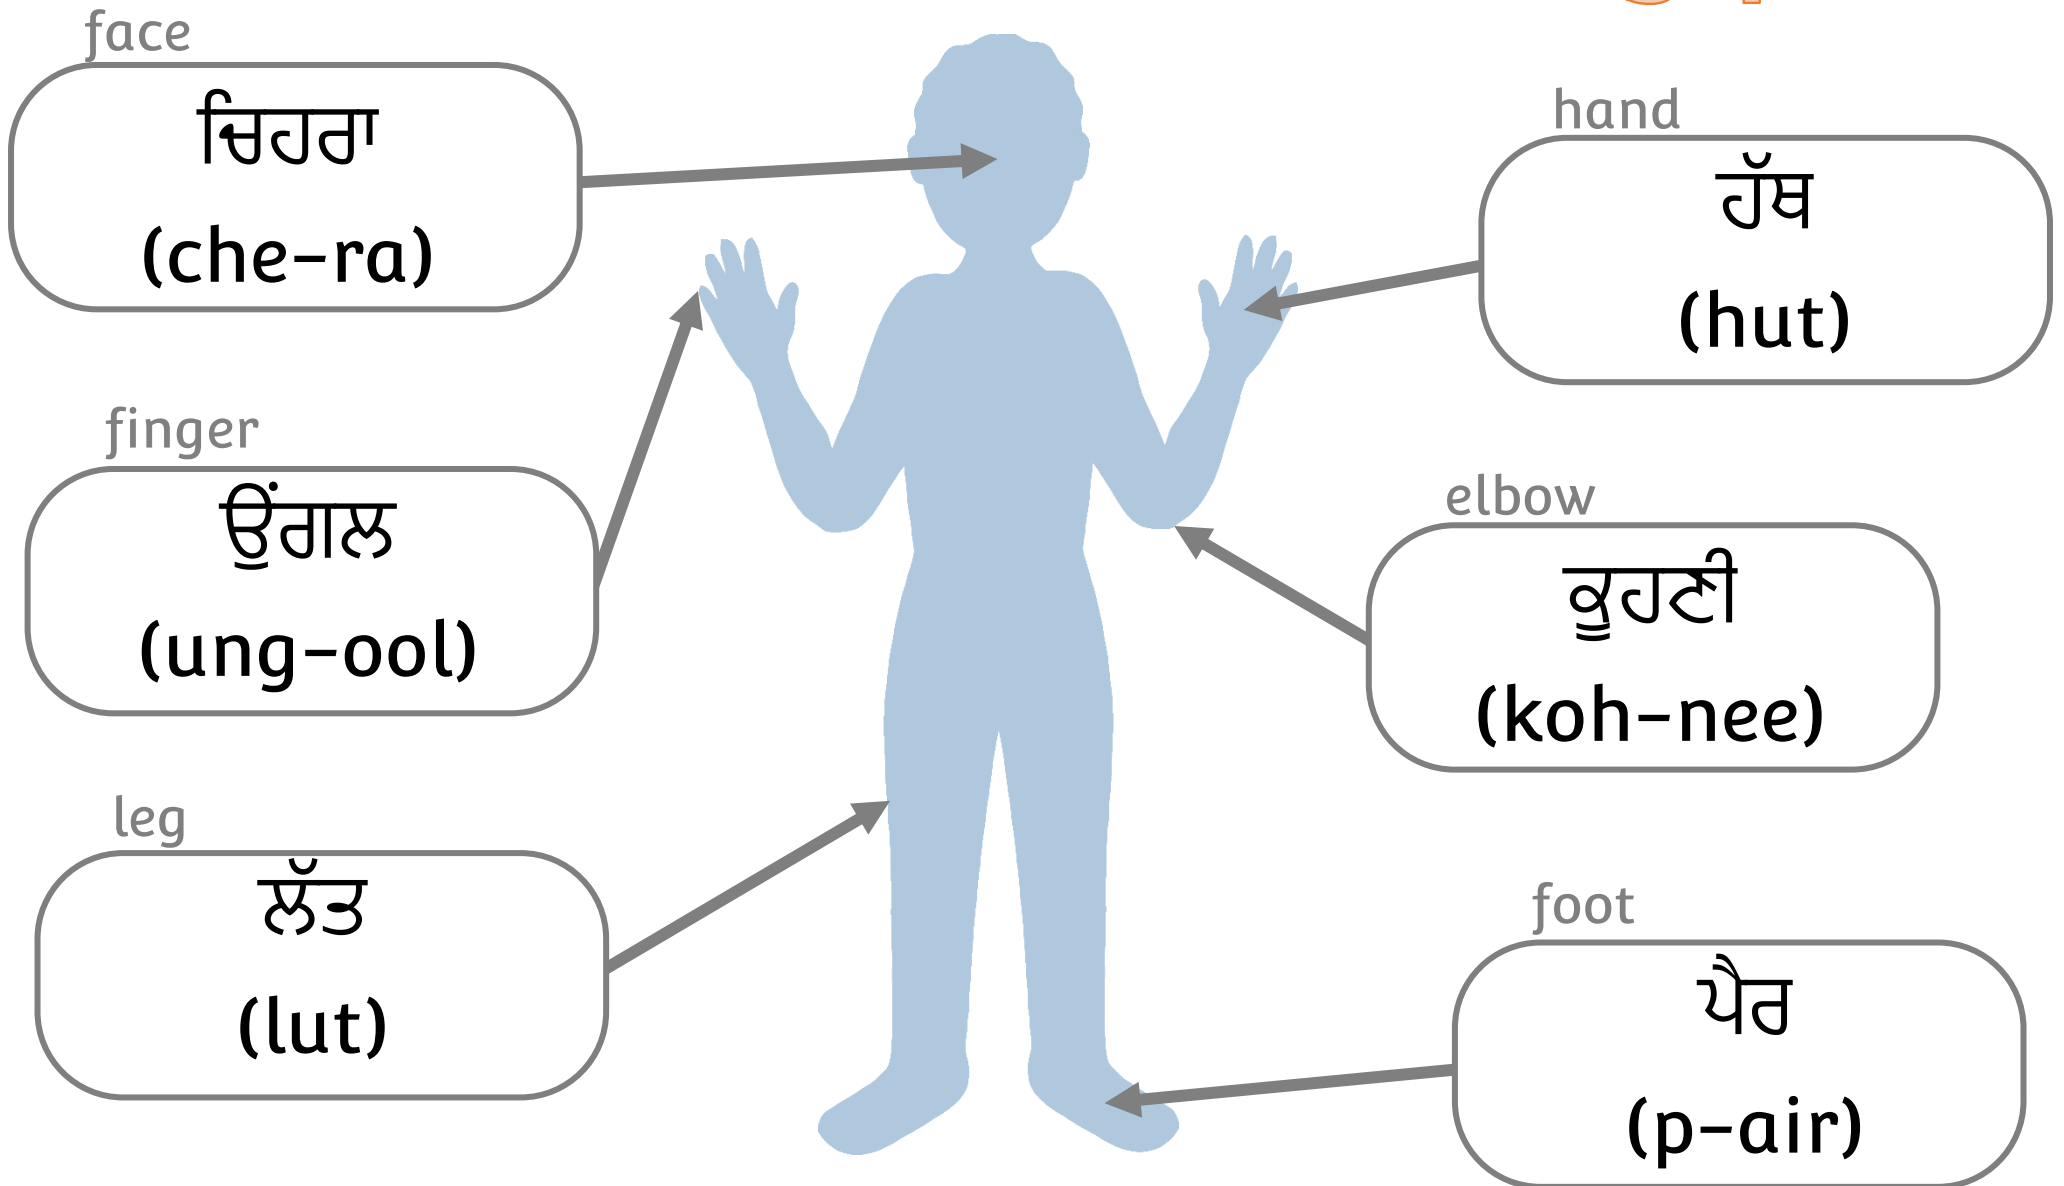 face
ਚਿਹਰਾ
(che-ra)
finger
ਉਂਗਲ
(ung-ool)
leg
ਲੱਤ
(lut)
hand
ਹੱਥ
(hut)
elbow
ਕੂਹਣੀ
(koh-nee)
foot
ਪੈਰ
(p-air)